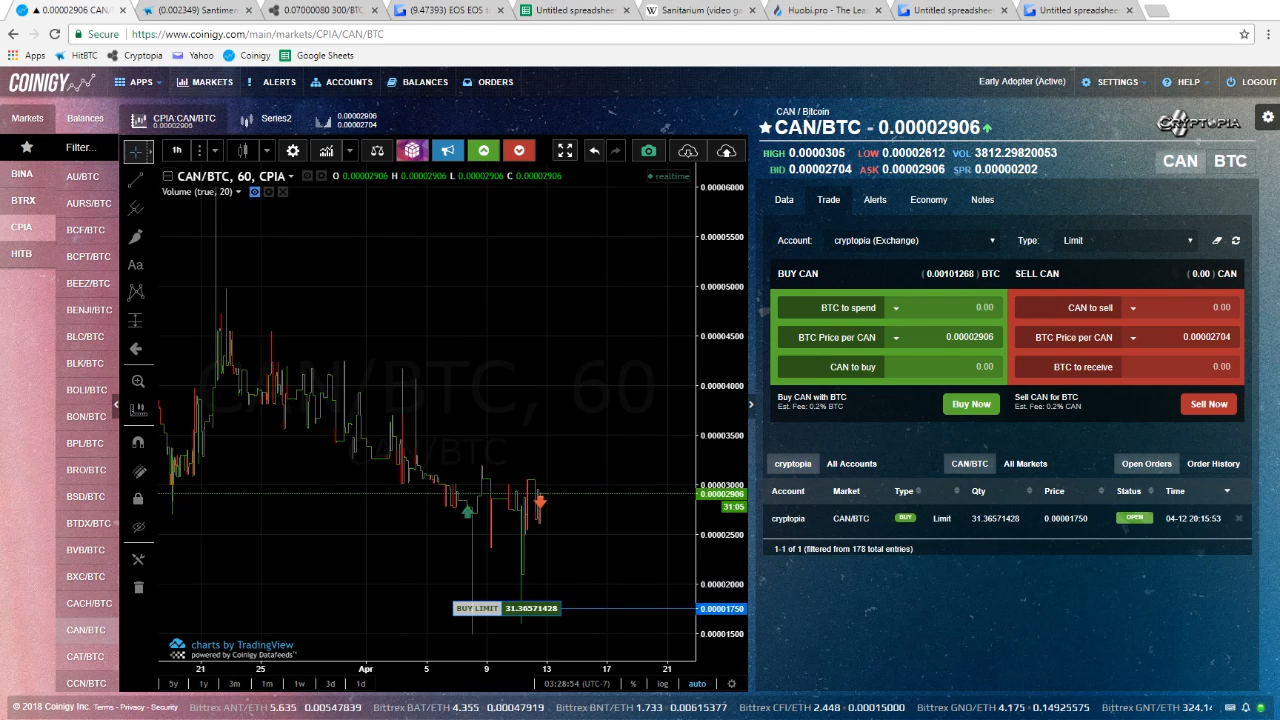 ▲ 0.00002906 CAN/BTC
(0.002349) Santimen
0.07000080 300/BTC
(9.47393) EOS EOS t
Untitled spreadsheet
Sanitarium (video ga
Huobi.pro - The Lea
Untitled spreadsheet
Untitled spreadsheet
Secure https://www.coinigy.com/main/markets/CPIA/CAN/BTC
Apps HitBTC Cryptopia Yahoo Coinigy Google Sheets
COINIGY APPS MARKETS ALERTS ACCOUNTS BALANCES ORDERS
Early Adopter (Active) SETTINGS HELP LOGOUT
Markets Balances
CPIA:CAN/BTC
0.00002906
Series2
0.00002906
0.00002704
Filter...
BINA
BTRX
CPIA
HITB
AU/BTC
AURS/BTC
BCF/BTC
BCPT/BTC
BEEZ/BTC
BENJI/BTC
BLC/BTC
BLK/BTC
BOLI/BTC
BON/BTC
BPL/BTC
BRO/BTC
BSD/BTC
BTDX/BTC
BVB/BTC
BXC/BTC
CACH/BTC
CAN/BTC
CAT/BTC
CCN/BTC
1h
CAN/BTC, 60, CPIA O 0.00002906 H 0.00002906 L 0.00002906 C 0.00002906
realtime
Volume (true, 20)
Aa
CAN/BTC, 60
CAN/BTC
0.00006000
0.00005500
0.00005000
0.00004500
0.00004000
0.00003500
0.00003000
0.00002906
31:05
0.00002500
0.00002000
0.00001750
0.00001500
BUY LIMIT 31.36571428
charts by TradingView
powered by Coinigy Datafeeds™
21 25 Apr 5 9 13 17 21
5y 1y 3m 1m 1w 3d 1d
03:28:54 (UTC-7) % log auto
CAN / Bitcoin
CAN/BTC - 0.00002906
CRYPTOPIA
HIGH 0.0000305 LOW 0.00002612 VOL 3812.29820053
BID 0.00002704 ASK 0.00002906 SPR 0.00000202
CAN BTC
Data Trade Alerts Economy Notes
Account: cryptopia (Exchange) Type: Limit
BUY CAN ( 0.00101268 ) BTC
SELL CAN ( 0.00 ) CAN
BTC to spend 0.00
CAN to sell 0.00
BTC Price per CAN 0.00002906
BTC Price per CAN 0.00002704
CAN to buy 0.00
BTC to receive 0.00
Buy CAN with BTC
Est. Fee: 0.2% BTC
Buy Now
Sell CAN for BTC
Est. Fee: 0.2% CAN
Sell Now
cryptopia All Accounts CAN/BTC All Markets Open Orders Order History
Account Market Type Qty Price Status Time
cryptopia CAN/BTC BUY Limit 31.36571428 0.00001750 OPEN 04-12 20:15:53
1-1 of 1 (filtered from 178 total entries)
© 2018 Coinigy Inc. Terms - Privacy - Security
Bittrex ANT/ETH 5.635 0.00547839 Bittrex BAT/ETH 4.355 0.00047919 Bittrex BNT/ETH 1.733 0.00615377 Bittrex CFI/ETH 2.448 0.00015000 Bittrex GNO/ETH 4.175 0.14925575 Bittrex GNT/ETH 324.14